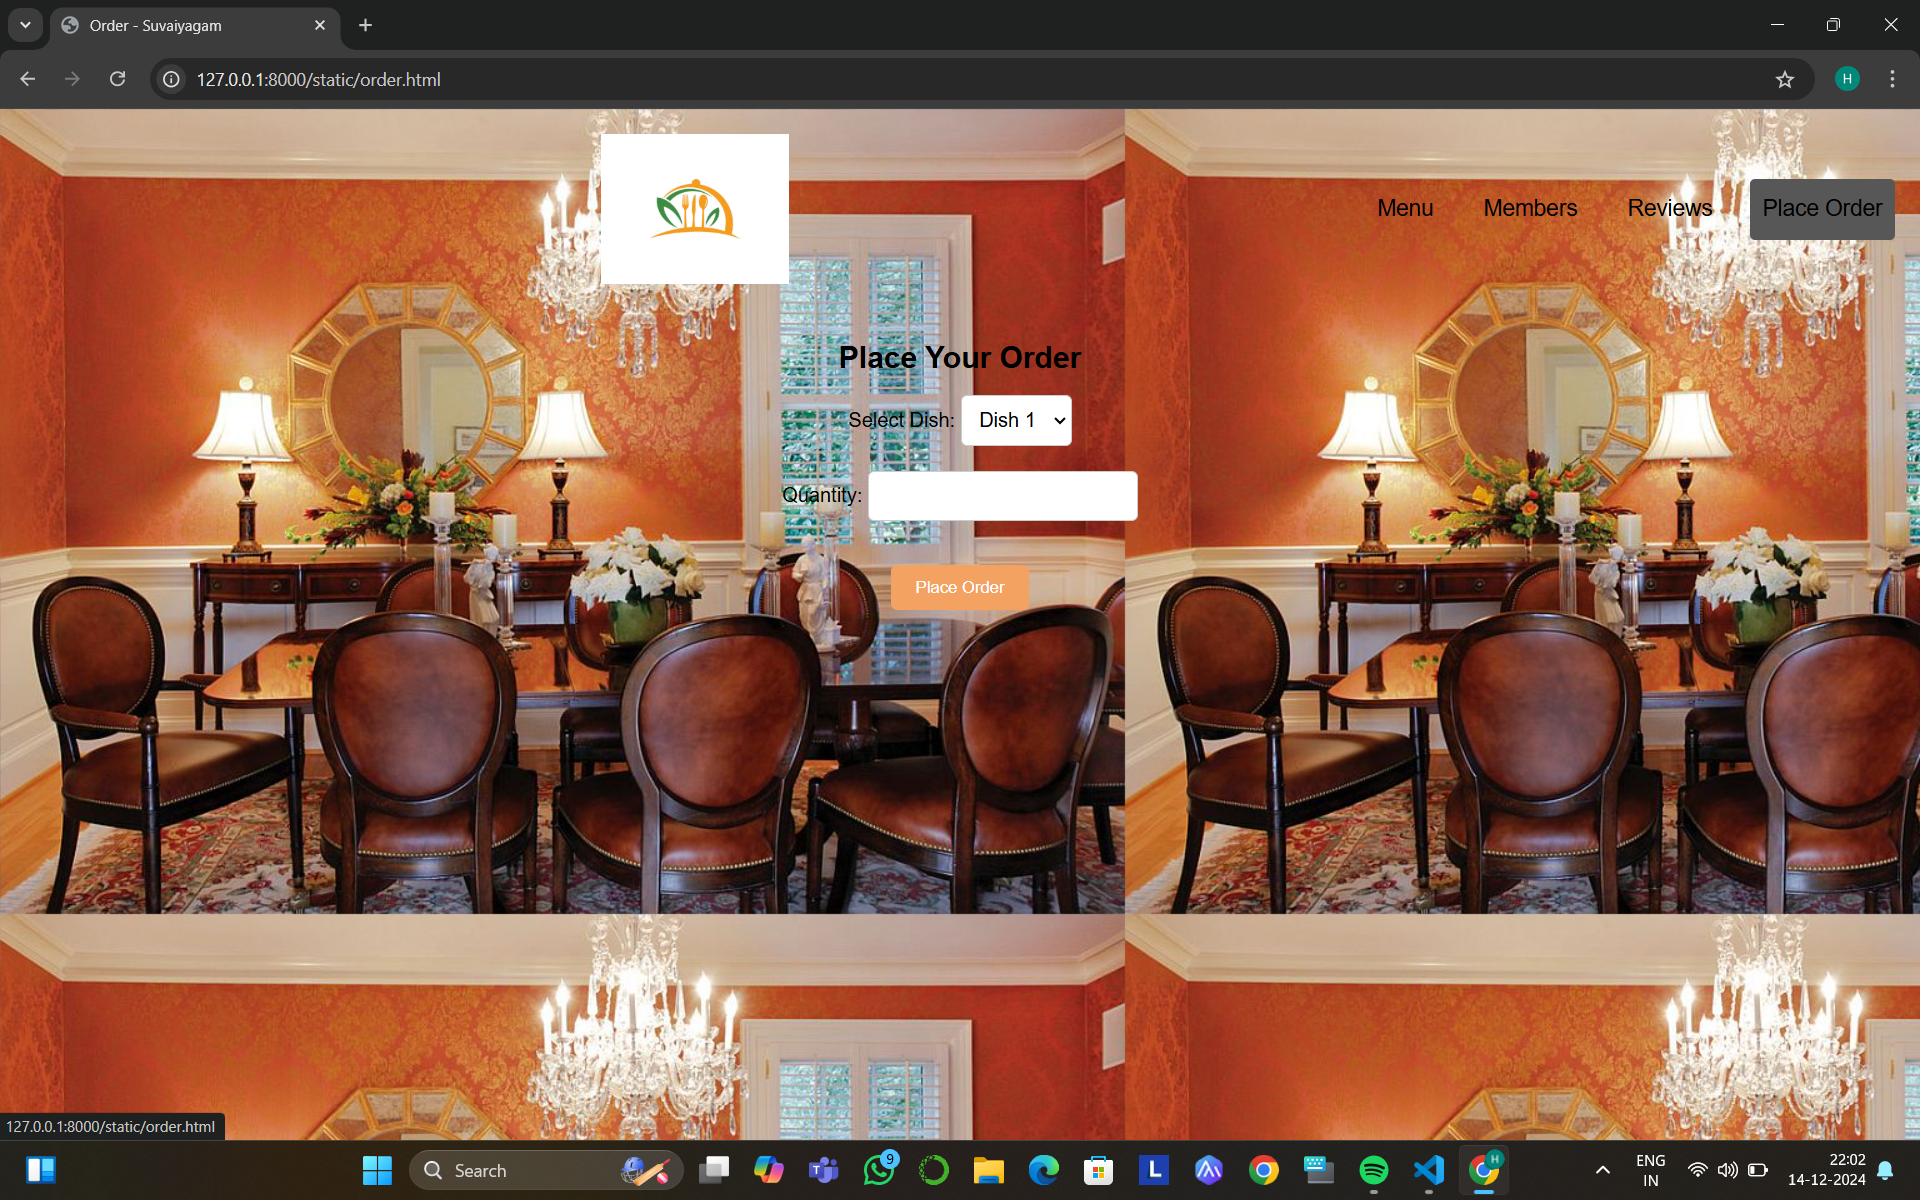 Order - Suvaiyagam
127.0.0.1:8000/static/order.html
H
Menu Members Reviews Place Order
Place Your Order
Select Dish: Dish 1
Quantity:
Place Order
127.0.0.1:8000/static/order.html
Search
9
L
H
ENG
IN
22:02
14-12-2024